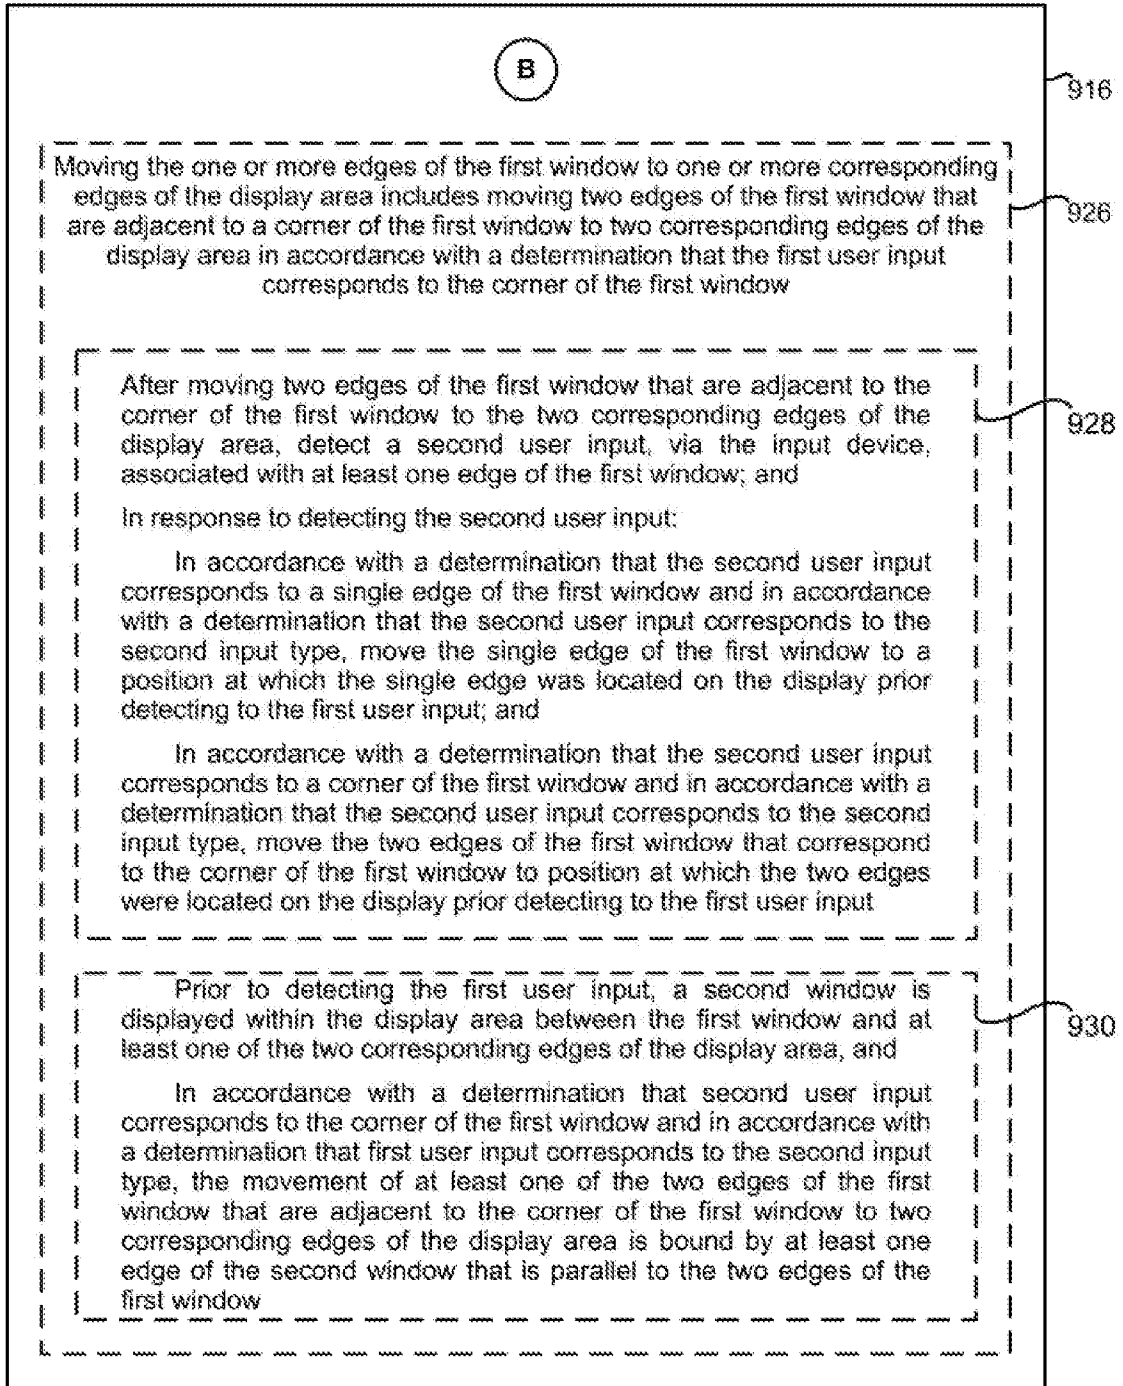 B
916
Moving the one or more edges of the first window to one or more corresponding
edges of the display area includes moving two edges of the first window that
are adjacent to a corner of the first window to two corresponding edges of the
display area in accordance with a determination that the first user input
corresponds to the corner of the first window
926
After moving two edges of the first window that are adjacent to the
corner of the first window to the two corresponding edges of the
display area, detect a second user input, via the input device,
associated with at least one edge of the first window; and
928
In response to detecting the second user input:
In accordance with a determination that the second user input
corresponds to a single edge of the first window and in accordance
with a determination that the second user input corresponds to the
second input type, move the single edge of the first window to a
position at which the single edge was located on the display prior
detecting to the first user input; and
In accordance with a determination that the second user input
corresponds to a corner of the first window and in accordance with a
determination that the second user input corresponds to the second
input type, move the two edges of the first window that correspond
to the corner of the first window to position at which the two edges
were located on the display prior detecting to the first user input
Prior to detecting the first user input, a second window is
displayed within the display area between the first window and at
least one of the two corresponding edges of the display area, and
930
In accordance with a determination that second user input
corresponds to the corner of the first window and in accordance with
a determination that first user input corresponds to the second input
type, the movement of at least one of the two edges of the first
window that are adjacent to the corner of the first window to two
corresponding edges of the display area is bound by at least one
edge of the second window that is parallel to the two edges of the
first window